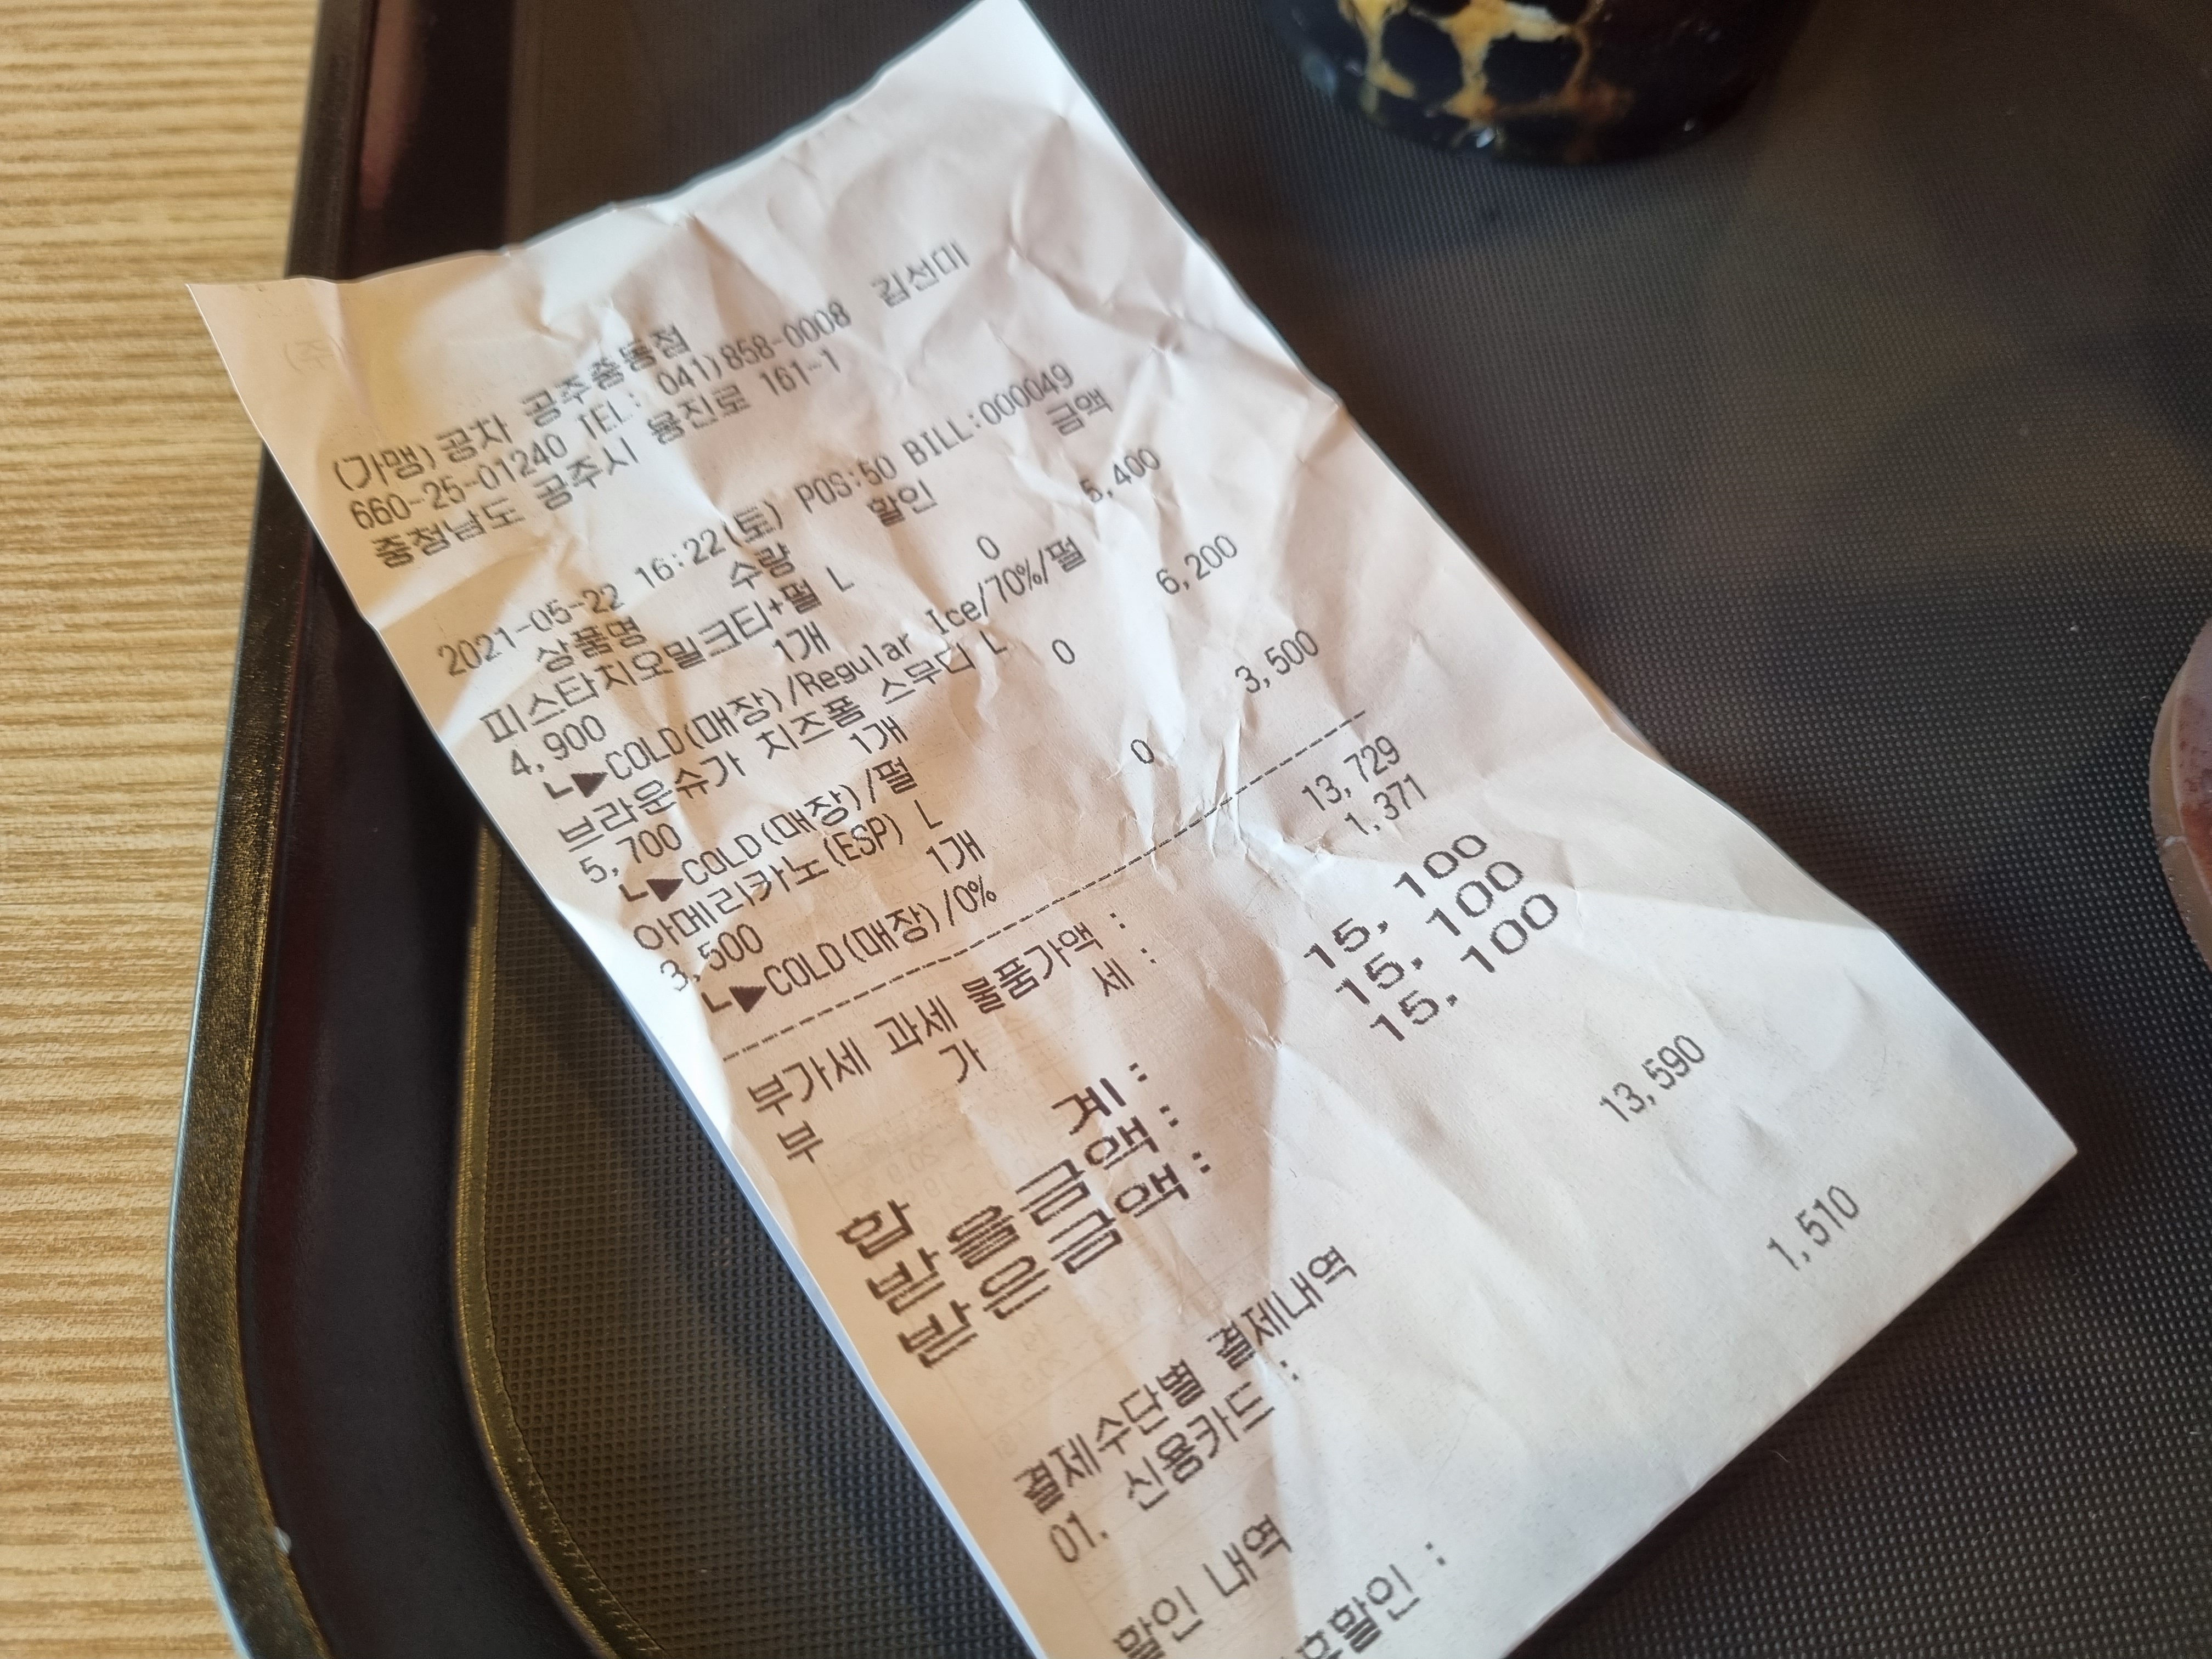 (주)
(가맹)공차 공주중동점
660-25-01240 TEL: 041)858-0008 김선미
충청남도 공주시 용진로 161-1
2021-05-22 16:22(토) POS:50 BILL:000049
상품명 수량 할인 금액
피스타치오밀크티+펄 L
4,900 1개 0 5,400
┗▶COLD(매장)/Regular Ice/70%/펄
브라운슈가 치즈폼 스무디 L
5,700 1개 0 6,200
┗▶COLD(매장)/펄
아메리카노(ESP) L
3,500 1개 0 3,500
┗▶COLD(매장)/0%
부가세 과세 물품가액 : 13,729
부 가 세 : 1,371
합 계 : 15,100
받 을 금 액 : 15,100
받 은 금 액 : 15,100
결제수단별 결제내역
01. 신용카드 : 13,590
할인 내역
1,510